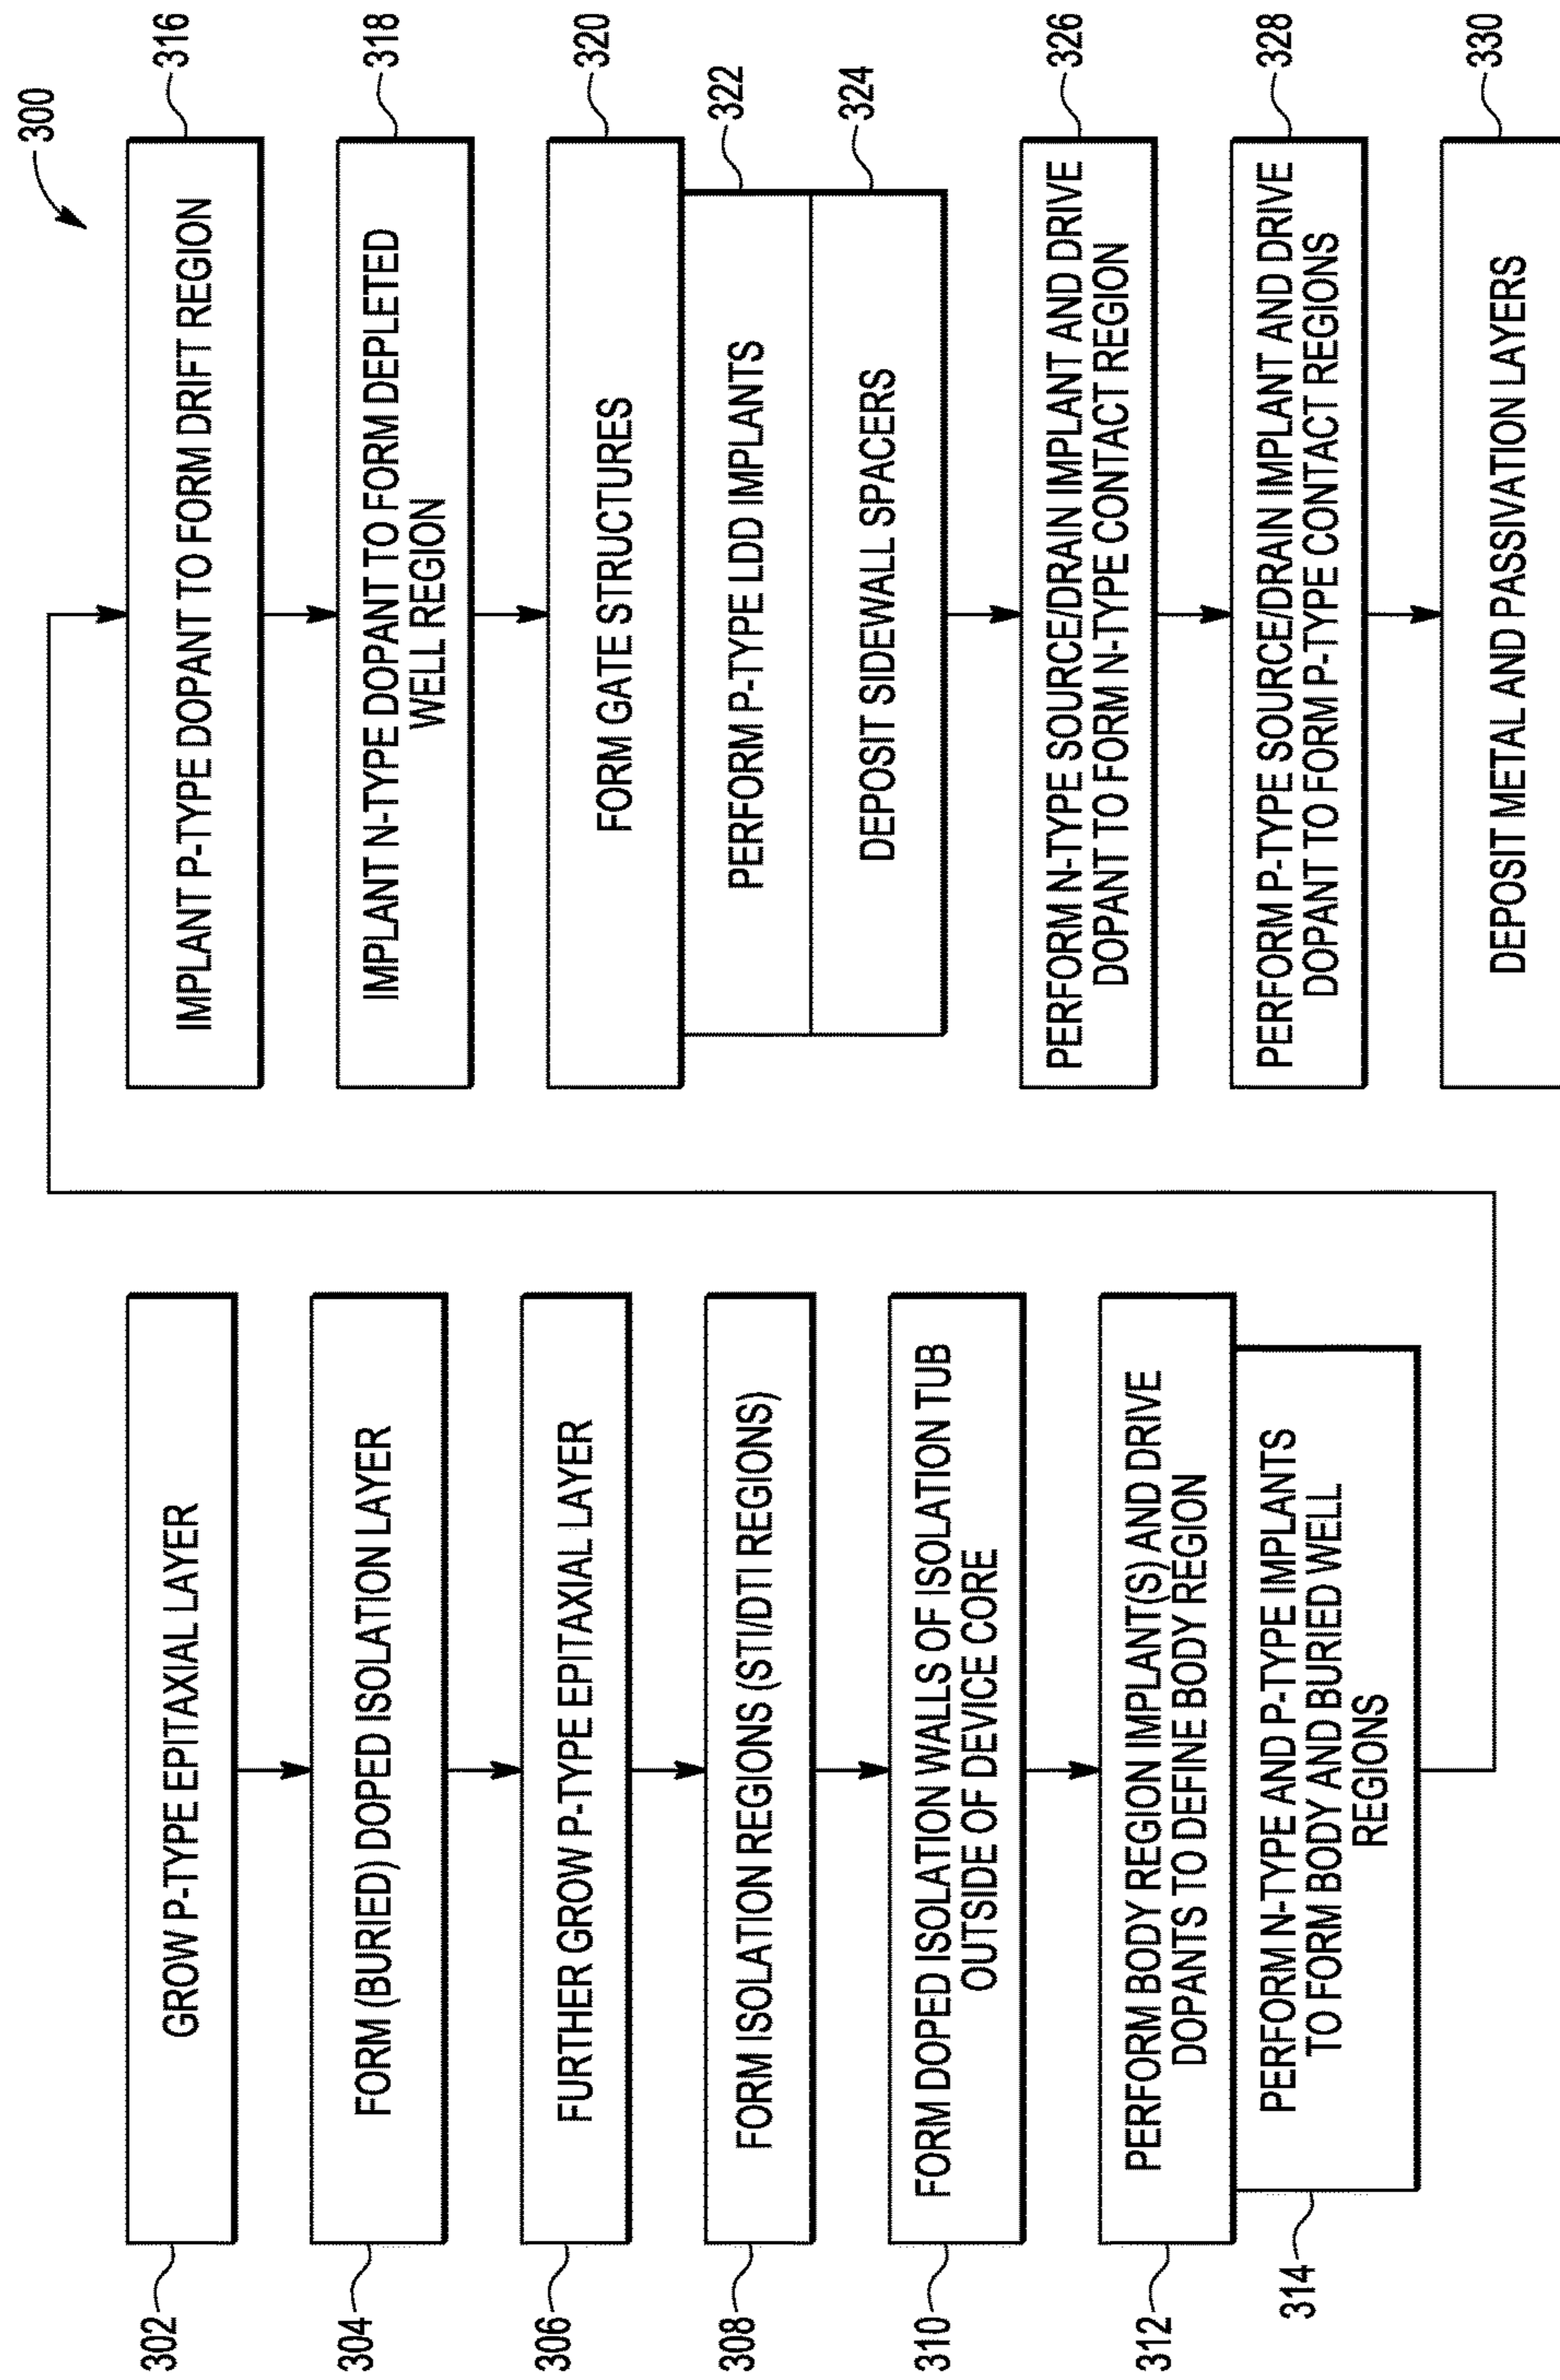 300
302
GROW P-TYPE EPITAXIAL LAYER
304
FORM (BURIED) DOPED ISOLATION LAYER
306
FURTHER GROW P-TYPE EPITAXIAL LAYER
308
FORM ISOLATION REGIONS (STI/DTI REGIONS)
310
FORM DOPED ISOLATION WALLS OF ISOLATION TUB
OUTSIDE OF DEVICE CORE
312
PERFORM BODY REGION IMPLANT(S) AND DRIVE
DOPANTS TO DEFINE BODY REGION
314
PERFORM N-TYPE AND P-TYPE IMPLANTS
TO FORM BODY AND BURIED WELL
REGIONS
316
IMPLANT P-TYPE DOPANT TO FORM DRIFT REGION
318
IMPLANT N-TYPE DOPANT TO FORM DEPLETED
WELL REGION
320
FORM GATE STRUCTURES
322
PERFORM P-TYPE LDD IMPLANTS
324
DEPOSIT SIDEWALL SPACERS
326
PERFORM N-TYPE SOURCE/DRAIN IMPLANT AND DRIVE
DOPANT TO FORM N-TYPE CONTACT REGION
328
PERFORM P-TYPE SOURCE/DRAIN IMPLANT AND DRIVE
DOPANT TO FORM P-TYPE CONTACT REGIONS
330
DEPOSIT METAL AND PASSIVATION LAYERS